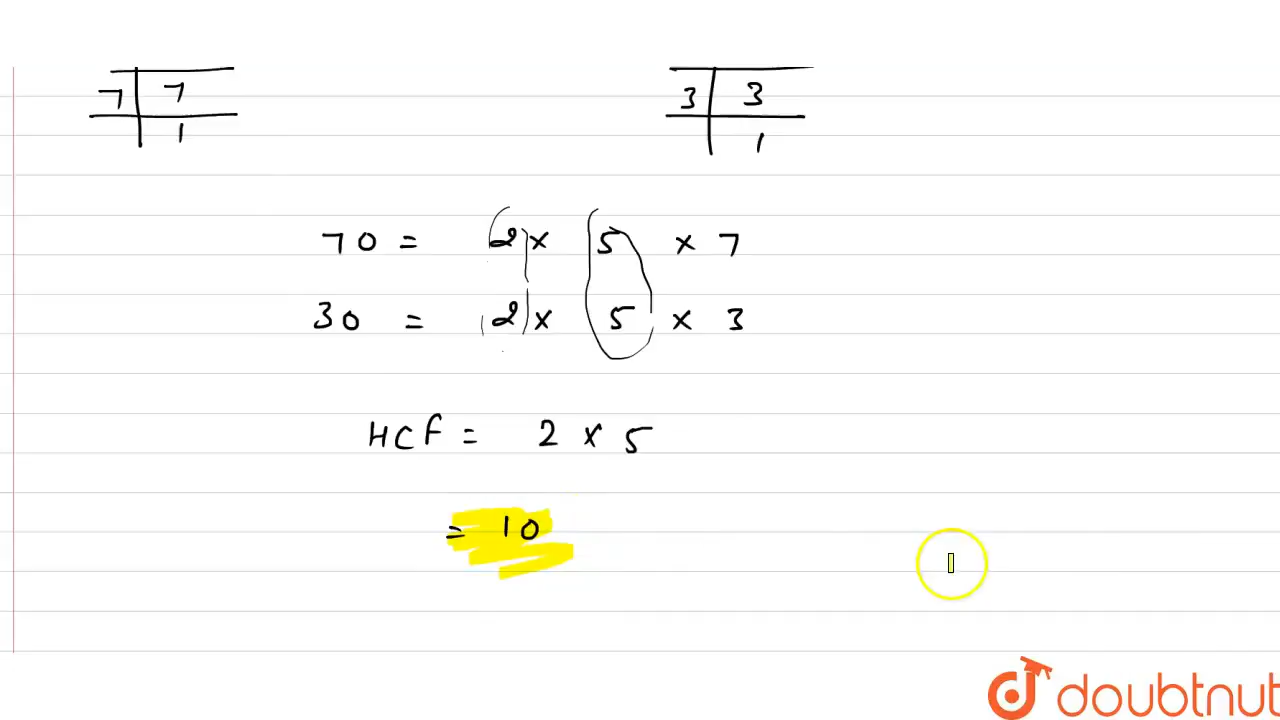 7 7
1
3 3
1
70 = 2 × 5 × 7
30 = 2 × 5 × 3
HCF = 2 × 5
= 10
doubtnut